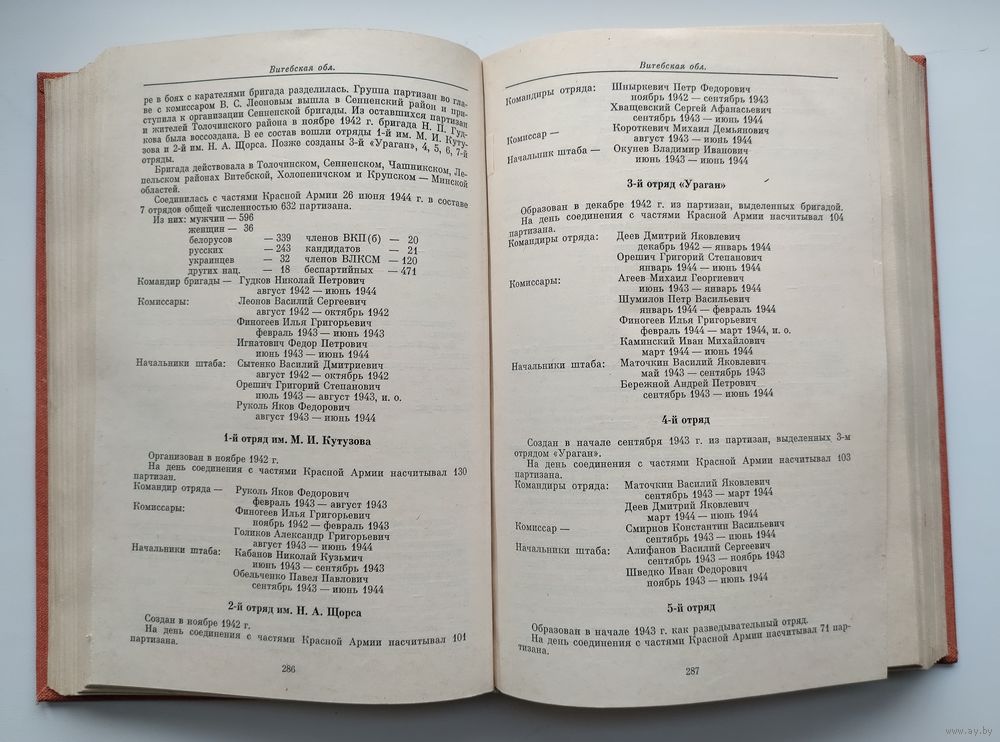 Витебская обл.
ре в боях с карателями бригада разделилась. Группа партизан во гла-
ве с комиссаром В. С. Леоновым вышла в Сенненский район и при-
ступила к организации Сенненской бригады. Из оставшихся партизан
и жителей Толочинского района в ноябре 1942 г. бригада Н. П. Гуд-
кова была воссоздана. В ее состав вошли отряды 1-й им. М. И. Куту-
зова и 2-й им. Н. А. Щорса. Позже созданы 3-й «Ураган», 4, 5, 6, 7-й
отряды.
Бригада действовала в Толочинском, Сенненском, Чашникском, Ле-
пельском районах Витебской, Холопеничском и Крупском — Минской
областей.
Соединилась с частями Красной Армии 26 июня 1944 г. в составе
7 отрядов общей численностью 632 партизана.
Из них: мужчин — 596
женщин — 36
белорусов — 339 членов ВКП(б) — 20
русских — 243 кандидатов — 21
украинцев — 32 членов ВЛКСМ — 120
других нац. — 18 беспартийных — 471
Командир бригады — Гудков Николай Петрович
август 1942 — июнь 1944
Комиссары: Леонов Василий Сергеевич
август 1942 — октябрь 1942
Финогеев Илья Григорьевич
февраль 1943 — июнь 1943
Игнатович Федор Петрович
июнь 1943 — июнь 1944
Начальники штаба: Сытенко Василий Дмитриевич
август 1942 — октябрь 1942
Орешич Григорий Степанович
июль 1943 — август 1943, и. о.
Руколь Яков Федорович
август 1943 — июнь 1944
1-й отряд им. М. И. Кутузова
Организован в ноябре 1942 г.
На день соединения с частями Красной Армии насчитывал 130
партизан.
Командир отряда — Руколь Яков Федорович
февраль 1943 — август 1943
Комиссары: Финогеев Илья Григорьевич
ноябрь 1942 — февраль 1943
Голиков Александр Григорьевич
август 1943 — июнь 1944
Начальники штаба: Кабанов Николай Кузьмич
июнь 1943 — сентябрь 1943
Обельченко Павел Павлович
сентябрь 1943 — июнь 1944
2-й отряд им. Н. А. Щорса
Создан в ноябре 1942 г.
На день соединения с частями Красной Армии насчитывал 101
партизана.
286
Витебская обл.
Командиры отряда: Шныркевич Петр Федорович
ноябрь 1942 — сентябрь 1943
Хващевский Сергей Афанасьевич
сентябрь 1943 — июнь 1944
Комиссар — Короткевич Михаил Демьянович
август 1943 — июнь 1944
Начальник штаба — Окунев Владимир Иванович
июнь 1943 — июнь 1944
3-й отряд «Ураган»
Образован в декабре 1942 г. из партизан, выделенных бригадой.
На день соединения с частями Красной Армии насчитывал 104
партизана.
Командиры отряда: Деев Дмитрий Яковлевич
декабрь 1942 — январь 1944
Орешич Григорий Степанович
январь 1944 — июнь 1944
Комиссары: Агеев Михаил Георгиевич
июнь 1943 — январь 1944
Шумилов Петр Васильевич
январь 1944 — февраль 1944
Финогеев Илья Григорьевич
февраль 1944 — март 1944, и. о.
Каминский Иван Михайлович
март 1944 — июнь 1944
Начальники штаба: Маточкин Василий Яковлевич
май 1943 — сентябрь 1943
Бережной Андрей Петрович
сентябрь 1943 — июнь 1944
4-й отряд
Создан в начале сентября 1943 г. из партизан, выделенных 3-м
отрядом «Ураган».
На день соединения с частями Красной Армии насчитывал 103
партизана.
Командиры отряда: Маточкин Василий Яковлевич
сентябрь 1943 — март 1944
Деев Дмитрий Яковлевич
март 1944 — июнь 1944
Комиссар — Смирнов Константин Васильевич
сентябрь 1943 — июнь 1944
Начальники штаба: Алифанов Василий Сергеевич
сентябрь 1943 — ноябрь 1943
Шведко Иван Федорович
ноябрь 1943 — июнь 1944
5-й отряд
Образован в начале 1943 г. как разведывательный отряд.
На день соединения с частями Красной Армии насчитывал 71 пар-
тизана.
287
www.ay.by